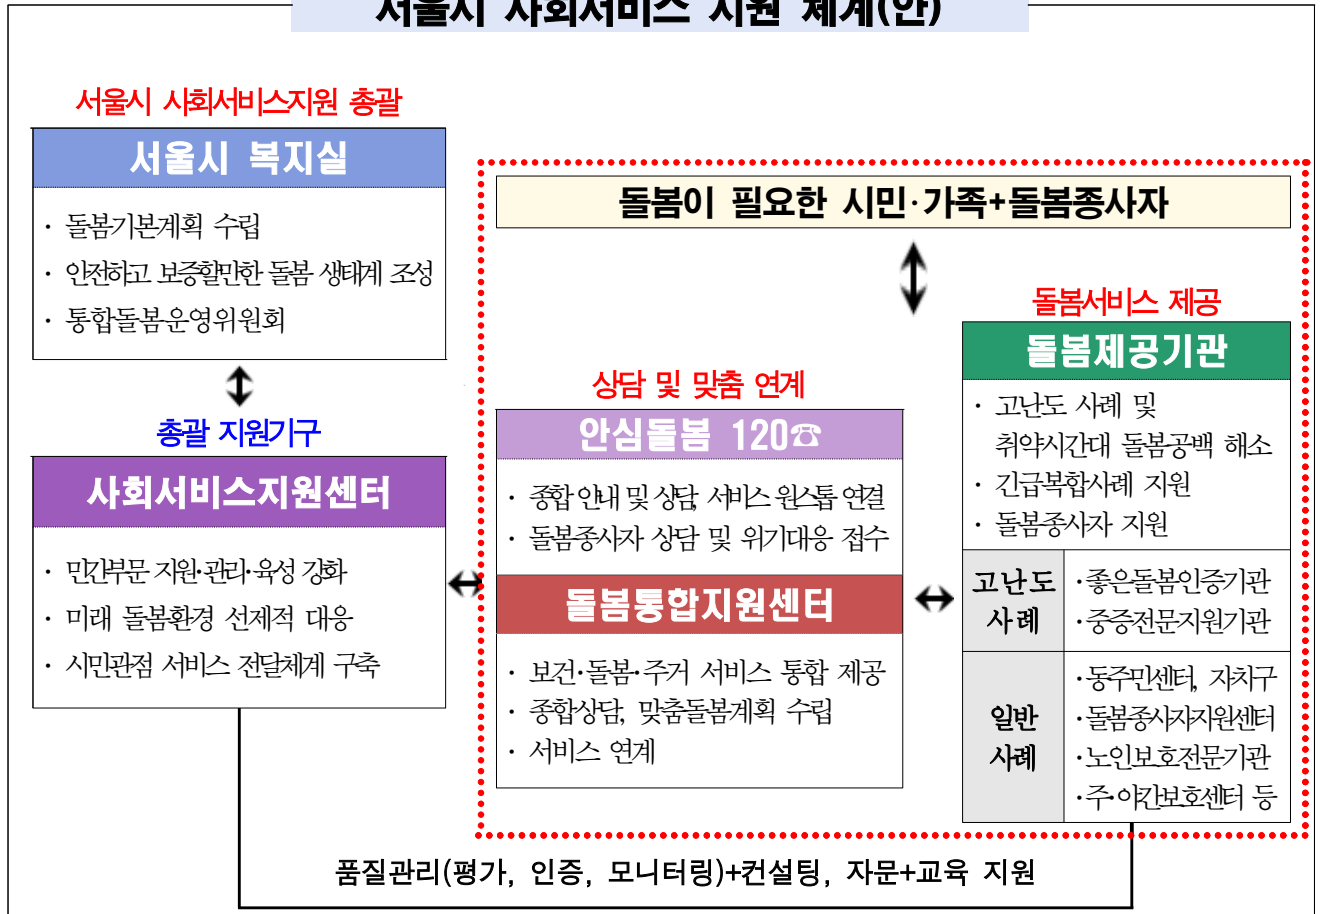 서울시 사회서비스 지원 체계(안)
서울시 사회서비스지원 총괄
서울시 복지실
· 돌봄기본계획 수립
· 안전하고 보증할만한 돌봄 생태계 조성
· 통합돌봄운영위원회
총괄 지원기구
사회서비스지원센터
· 민간부문 지원·관리·육성 강화
· 미래 돌봄환경 선제적 대응
· 시민관점 서비스 전달체계 구축
돌봄이 필요한 시민·가족+돌봄종사자
상담 및 맞춤 연계
안심돌봄 120☎
· 종합 안내 및 상담, 서비스 원스톱 연결
· 돌봄종사자 상담 및 위기대응 접수
돌봄통합지원센터
· 보건·돌봄·주거 서비스 통합 제공
· 종합상담, 맞춤돌봄계획 수립
· 서비스 연계
돌봄서비스 제공
돌봄제공기관
· 고난도 사례 및
취약시간대 돌봄공백 해소
· 긴급복합사례 지원
· 돌봄종사자 지원
고난도
사례
·좋은돌봄인증기관
·중증전문지원기관
일반
사례
·동주민센터, 자치구
·돌봄종사자지원센터
·노인보호전문기관
·주·야간보호센터 등
품질관리(평가, 인증, 모니터링)+컨설팅, 자문+교육 지원